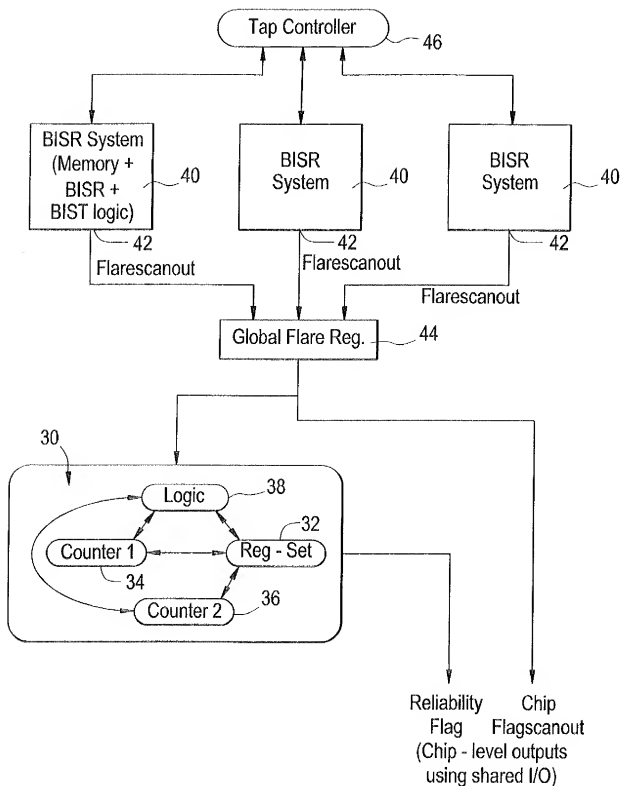 Tap Controller
46
BISR System
(Memory +
BISR +
BIST logic)
40
BISR
System
40
BISR
System
40
42
42
42
Flarescanout
Flarescanout
Flarescanout
Global Flare Reg.
44
30
Logic
38
32
Counter 1
Reg - Set
34
Counter 2
36
Reliability
Flag
Chip
Flagscanout
(Chip - level outputs
using shared I/O)